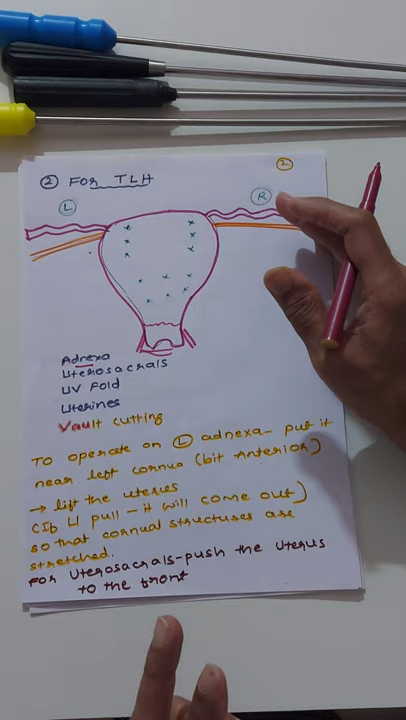 2
② FOR TLH
L
R
Adnexa
Uterosacrals
UV Fold
Uterines
Vault cutting
TO operate on Ⓛ adnexa- put it
near left cornua (bit Anterior)
→ lift the uterus
(Ib U pull - it will come out)
so that cornual structures are
stretched.
FOR Uterosacrals-push the Uterus
to the front